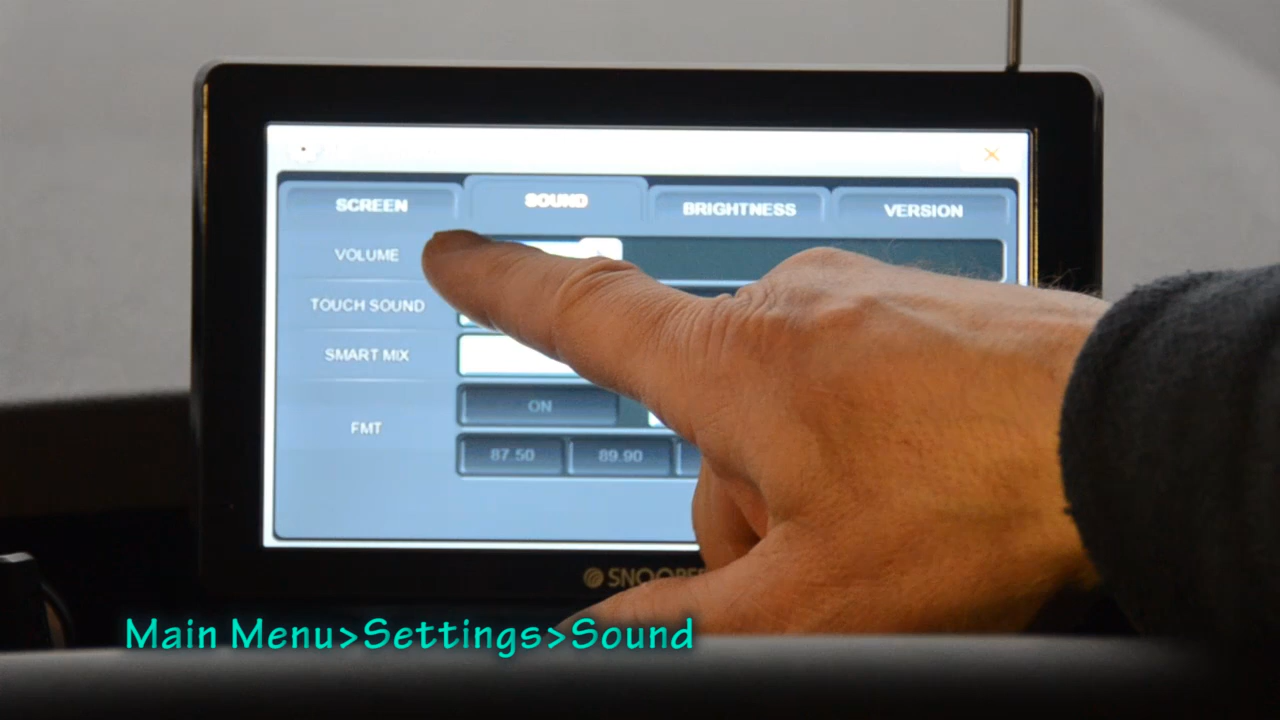 SCREEN
SOUND
BRIGHTNESS
VERSION
VOLUME
TOUCH SOUND
SMART MIX
FMT
ON
87.50
89.90
Main Menu>Settings>Sound